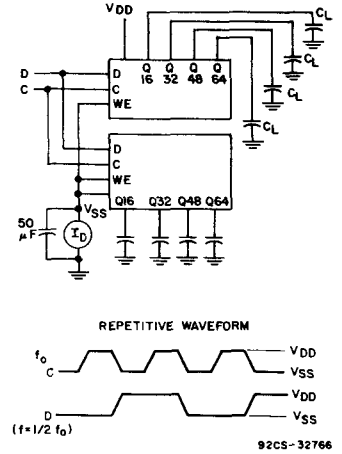 VDD
CL
Q 16 Q 32 Q 48 Q 64
CL
D
D
CL
C
C
WE
CL
D
C
WE
Q16 Q32 Q48 Q64
VSS
50 μF
ID
REPETITIVE WAVEFORM
fo
C
VDD
VSS
D
VDD
VSS
(f=1/2 fo)
92CS-32766